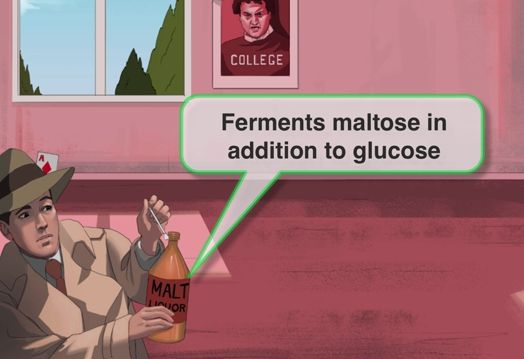 COLLEGE
Ferments maltose in
addition to glucose
A
MALT
LIQUOR